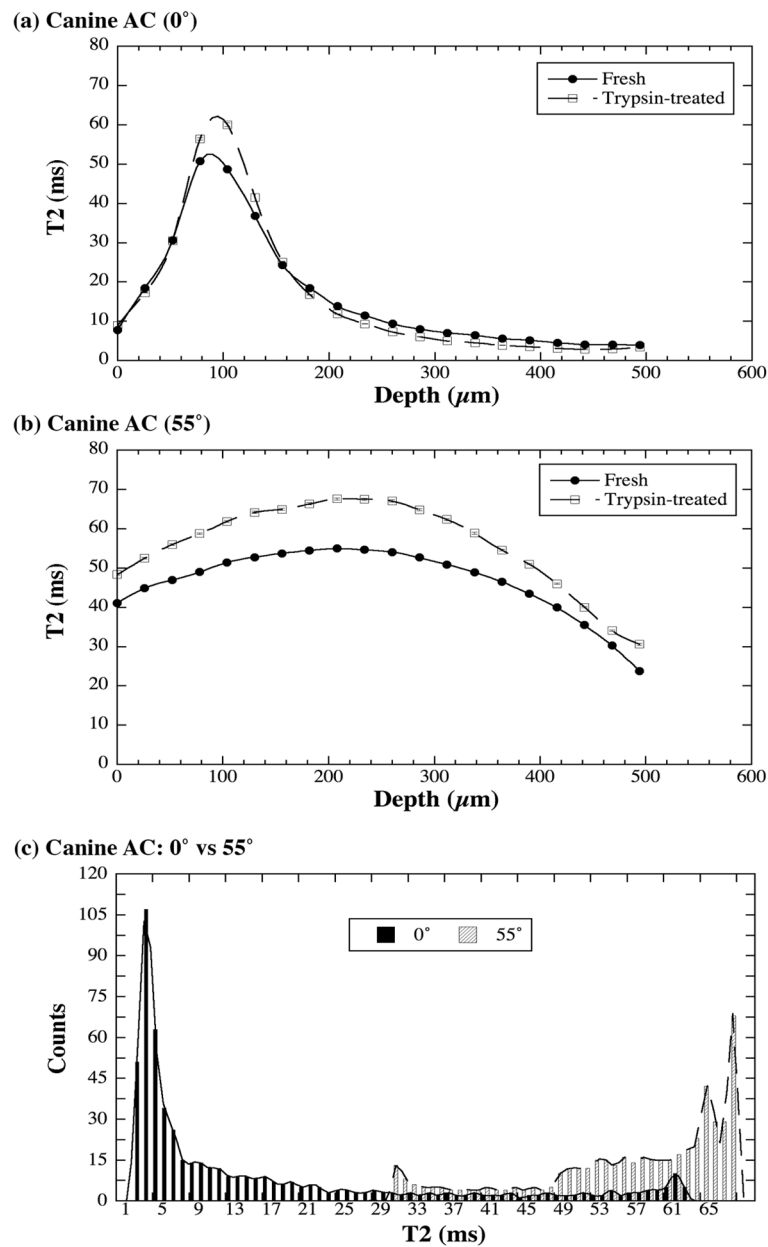 (a) Canine AC (0˚)
80
70
60
50
40
30
20
10
0
T2 (ms)
Fresh
Trypsin-treated
0 100 200 300 400 500 600
Depth (μm)
(b) Canine AC (55˚)
80
70
60
50
40
30
20
10
0
T2 (ms)
Fresh
Trypsin-treated
0 100 200 300 400 500 600
Depth (μm)
(c) Canine AC: 0˚ vs 55˚
120
105
90
75
60
45
30
15
0
Counts
0˚ 55˚
1 5 9 13 17 21 25 29 33 37 41 45 49 53 57 61 65
T2 (ms)